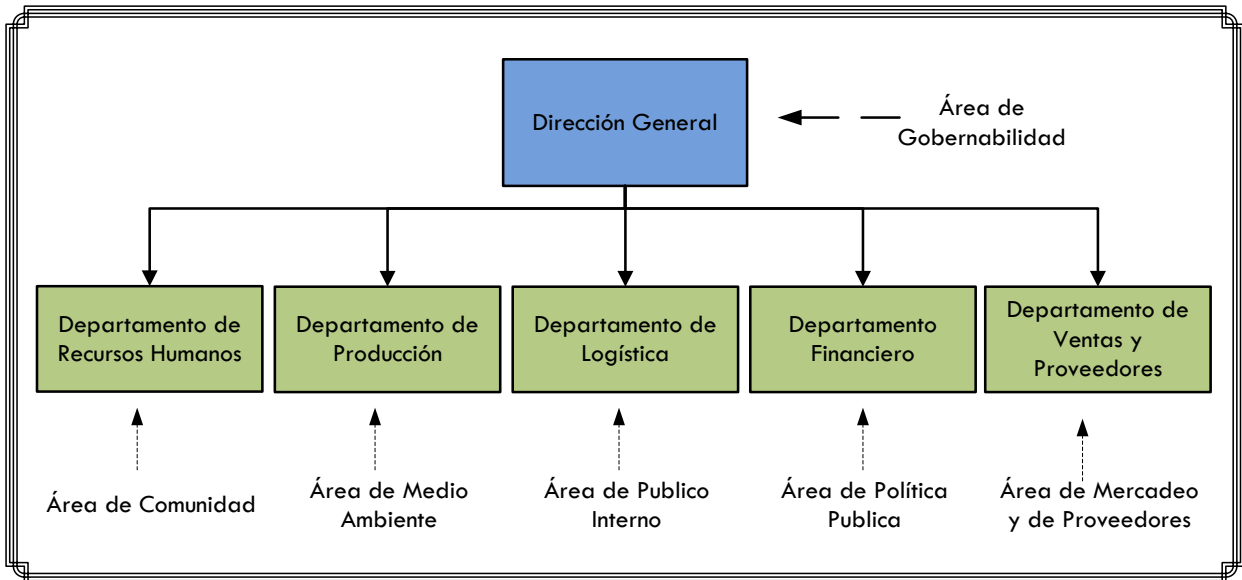 Dirección General
Área de
Gobernabilidad
Departamento de
Recursos Humanos
Departamento de
Producción
Departamento de
Logística
Departamento
Financiero
Departamento de
Ventas y
Proveedores
Área de Comunidad
Área de Medio
Ambiente
Área de Publico
Interno
Área de Política
Publica
Área de Mercadeo
y de Proveedores